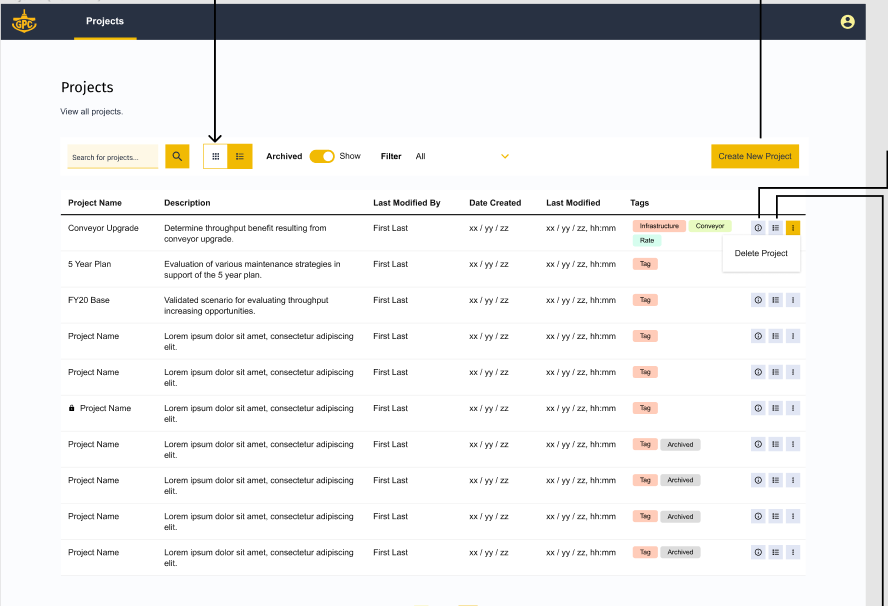 GPC
Projects
Projects
View all projects.
Search for projects...
Archived
Show
Filter
All
Create New Project
Project Name Description Last Modified By Date Created Last Modified Tags
Conveyor Upgrade Determine throughput benefit resulting from First Last xx / yy / zz xx / yy / zz, hh:mm Infrastructure Conveyor
conveyor upgrade. Rate
Delete Project
5 Year Plan Evaluation of various maintenance strategies in First Last xx / yy / zz xx / yy / zz, hh:mm Tag
support of the 5 year plan.
FY20 Base Validated scenario for evaluating throughput First Last xx / yy / zz xx / yy / zz, hh:mm Tag
increasing opportunities.
Project Name Lorem ipsum dolor sit amet, consectetur adipiscing First Last xx / yy / zz xx / yy / zz, hh:mm Tag
elit.
Project Name Lorem ipsum dolor sit amet, consectetur adipiscing First Last xx / yy / zz xx / yy / zz, hh:mm Tag
elit.
Project Name Lorem ipsum dolor sit amet, consectetur adipiscing First Last xx / yy / zz xx / yy / zz, hh:mm Tag
elit.
Project Name Lorem ipsum dolor sit amet, consectetur adipiscing First Last xx / yy / zz xx / yy / zz, hh:mm Tag Archived
elit.
Project Name Lorem ipsum dolor sit amet, consectetur adipiscing First Last xx / yy / zz xx / yy / zz, hh:mm Tag Archived
elit.
Project Name Lorem ipsum dolor sit amet, consectetur adipiscing First Last xx / yy / zz xx / yy / zz, hh:mm Tag Archived
elit.
Project Name Lorem ipsum dolor sit amet, consectetur adipiscing First Last xx / yy / zz xx / yy / zz, hh:mm Tag Archived
elit.